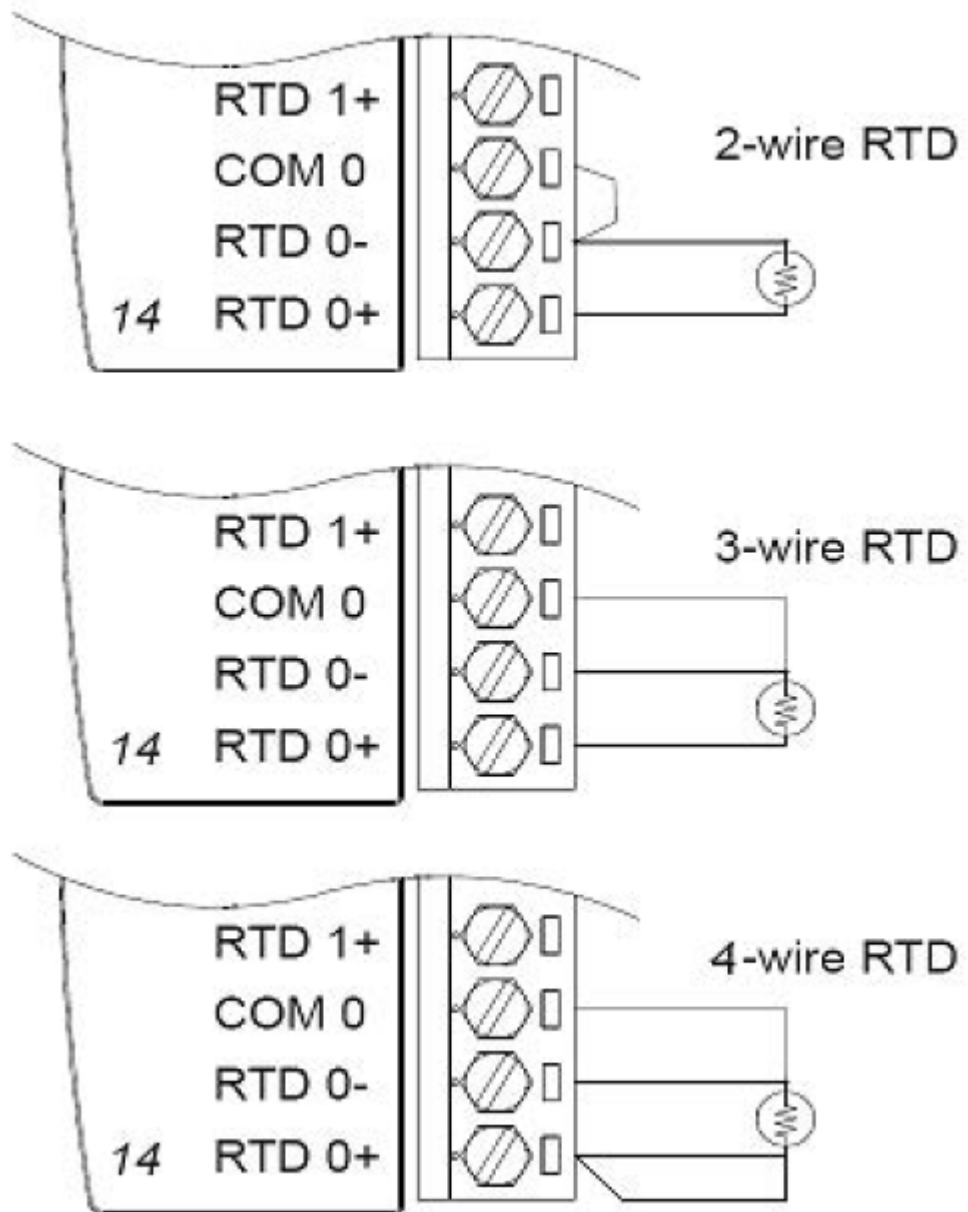 RTD 1+
COM 0
2-wire RTD
RTD 0-
14 RTD 0+
RTD 1+
3-wire RTD
COM 0
RTD 0-
14 RTD 0+
RTD 1+
4-wire RTD
COM 0
RTD 0-
14 RTD 0+